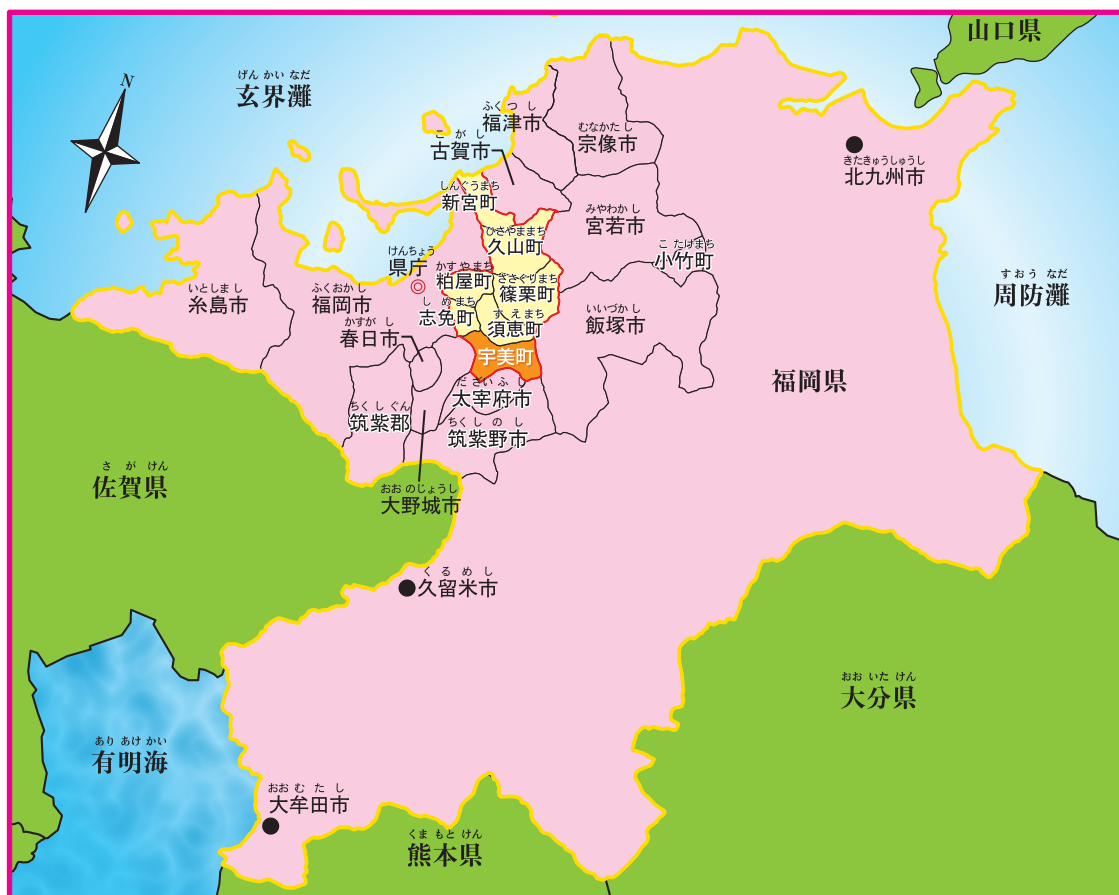 山口県
N
げんかいなだ
玄界灘
ふくつし
福津市
こがし
古賀市
むなかたし
宗像市
きたきゅうしゅうし
北九州市
しんぐうまち
新宮町
みやわかし
宮若市
ひさやままち
久山町
こたけまち
小竹町
けんちょう
県庁
かすやまち
粕屋町
ささぐりまち
篠栗町
すおうなだ
周防灘
いとしまし
糸島市
ふくおかし
福岡市
しめまち
志免町
すえまち
須恵町
いいづかし
飯塚市
かすがし
春日市
宇美町
福岡県
だざいふし
太宰府市
ちくしぐん
筑紫郡
ちくしのし
筑紫野市
さがけん
佐賀県
おおのじょうし
大野城市
くるめし
久留米市
おおいたけん
大分県
ありあけかい
有明海
おおむたし
大牟田市
くまもとけん
熊本県